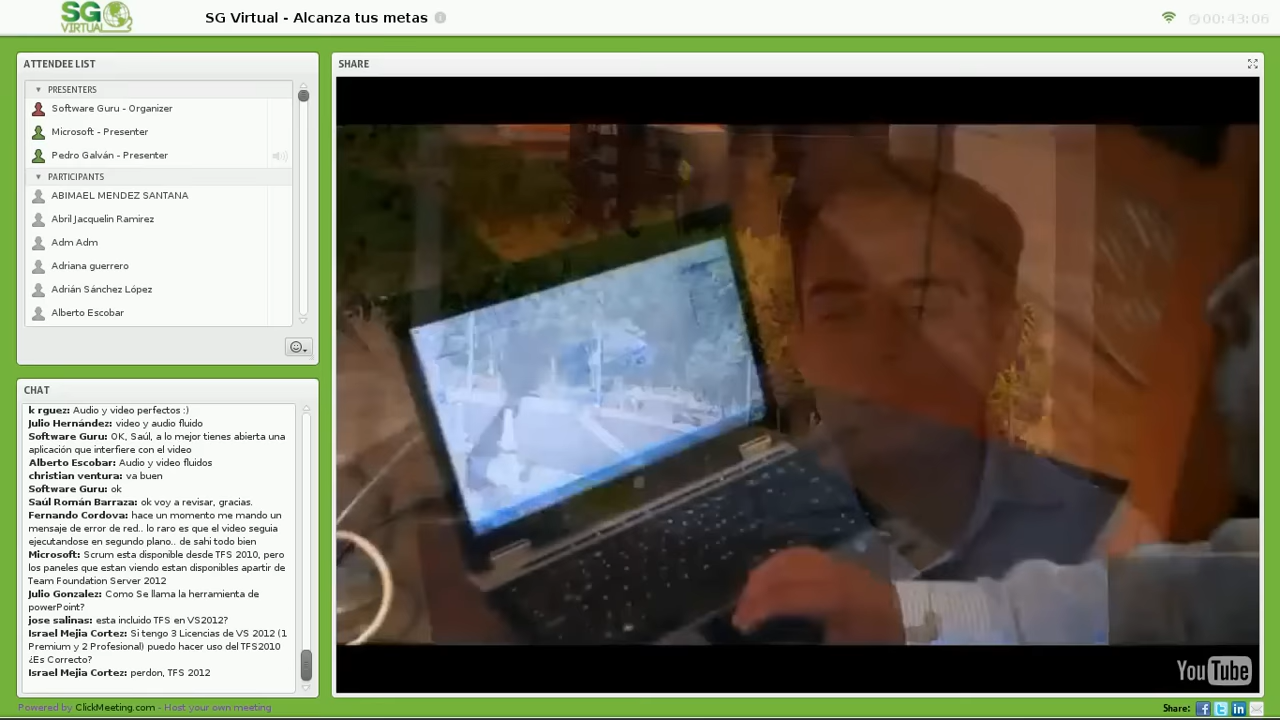 SG
VIRTUAL
SG Virtual - Alcanza tus metas
00:43:06
ATTENDEE LIST
PRESENTERS
Software Guru - Organizer
Microsoft - Presenter
Pedro Galván - Presenter
PARTICIPANTS
ABIMAEL MENDEZ SANTANA
Abril Jacquelin Ramirez
Adm Adm
Adriana guerrero
Adrián Sánchez López
Alberto Escobar
CHAT
k rguez: Audio y video perfectos :)
Julio Hernández: video y audio fluido
Software Guru: OK, Saúl, a lo mejor tienes abierta una
aplicación que interfiere con el video
Alberto Escobar: Audio y video fluidos
christian ventura: va buen
Software Guru: ok
Saúl Román Barraza: ok voy a revisar, gracias.
Fernando Cordova: hace un momento me mando un
mensaje de error de red.. lo raro es que el video seguia
ejecutandose en segundo plano.. de sahi todo bien
Microsoft: Scrum esta disponible desde TFS 2010, pero
los paneles que estan viendo estan disponibles apartir de
Team Foundation Server 2012
Julio Gonzalez: Como Se llama la herramienta de
powerPoint?
jose salinas: esta incluido TFS en VS2012?
Israel Mejia Cortez: Si tengo 3 Licencias de VS 2012 (1
Premium y 2 Profesional) puedo hacer uso del TFS2010
¿Es Correcto?
Israel Mejia Cortez: perdon, TFS 2012
SHARE
YouTube
Powered by ClickMeeting.com - Host your own meeting
Share: